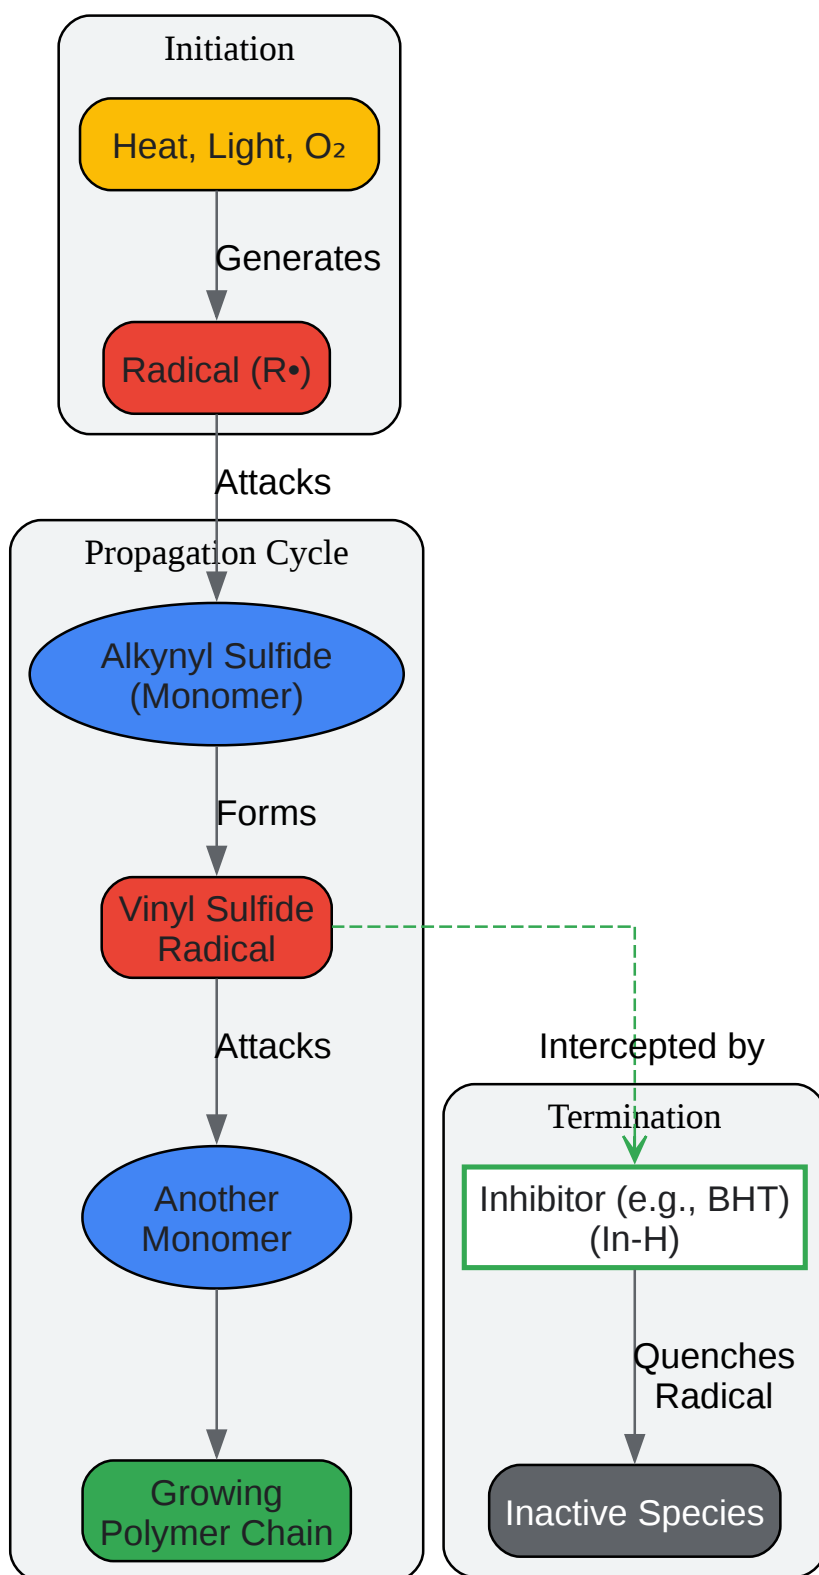 Initiation
Heat, Light, O₂
Generates
Radical (R•)
Attacks
Propagation Cycle
Alkynyl Sulfide
(Monomer)
Forms
Vinyl Sulfide
Radical
Attacks
Another
Monomer
Growing
Polymer Chain
Intercepted by
Termination
Inhibitor (e.g., BHT)
(In-H)
Quenches
Radical
Inactive Species